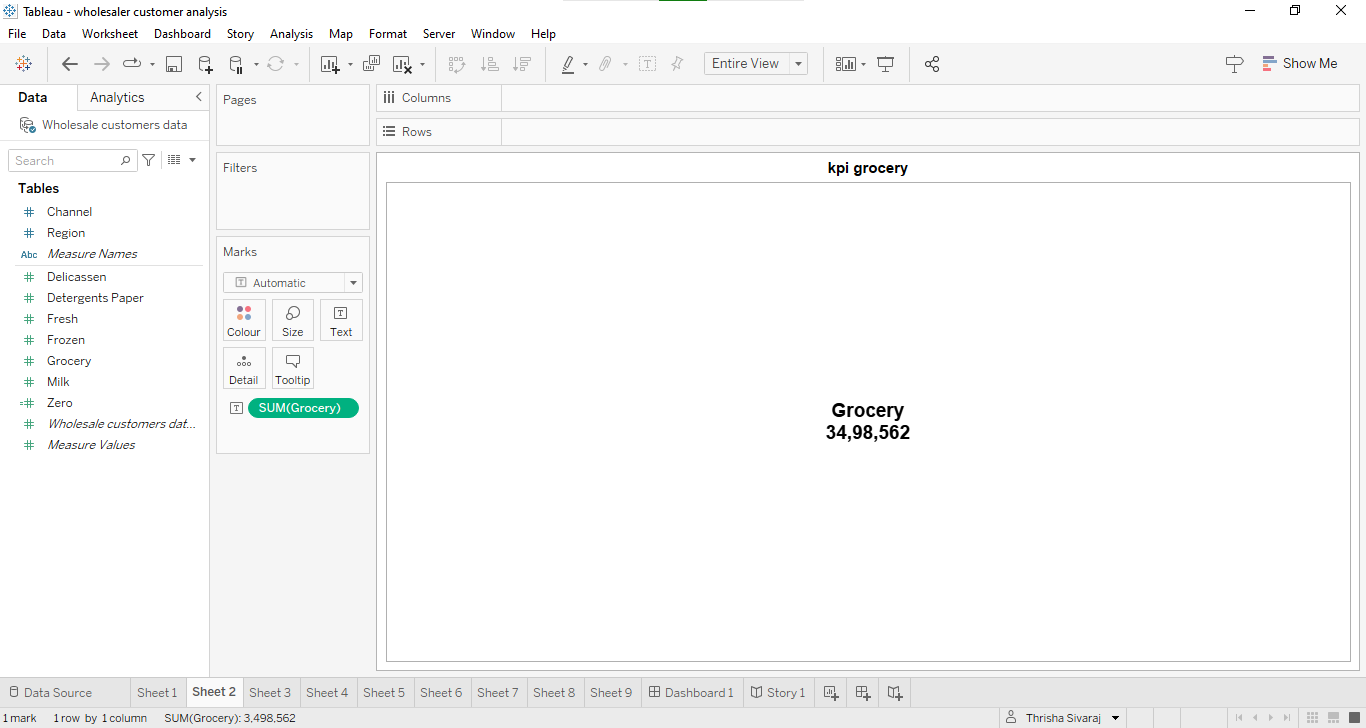 Tableau - wholesaler customer analysis
File Data Worksheet Dashboard Story Analysis Map Format Server Window Help
Entire View
Show Me
Data Analytics
Wholesale customers data
Search
Tables
Channel
Region
Abc Measure Names
Delicassen
Detergents Paper
Fresh
Frozen
Grocery
Milk
Zero
Wholesale customers dat...
Measure Values
Pages
Filters
Marks
T Automatic
Colour Size Text
Detail Tooltip
T SUM(Grocery)
Columns
Rows
kpi grocery
Grocery
34,98,562
Data Source Sheet 1 Sheet 2 Sheet 3 Sheet 4 Sheet 5 Sheet 6 Sheet 7 Sheet 8 Sheet 9 Dashboard 1 Story 1
1 mark 1 row by 1 column SUM(Grocery): 3,498,562 Thrisha Sivaraj